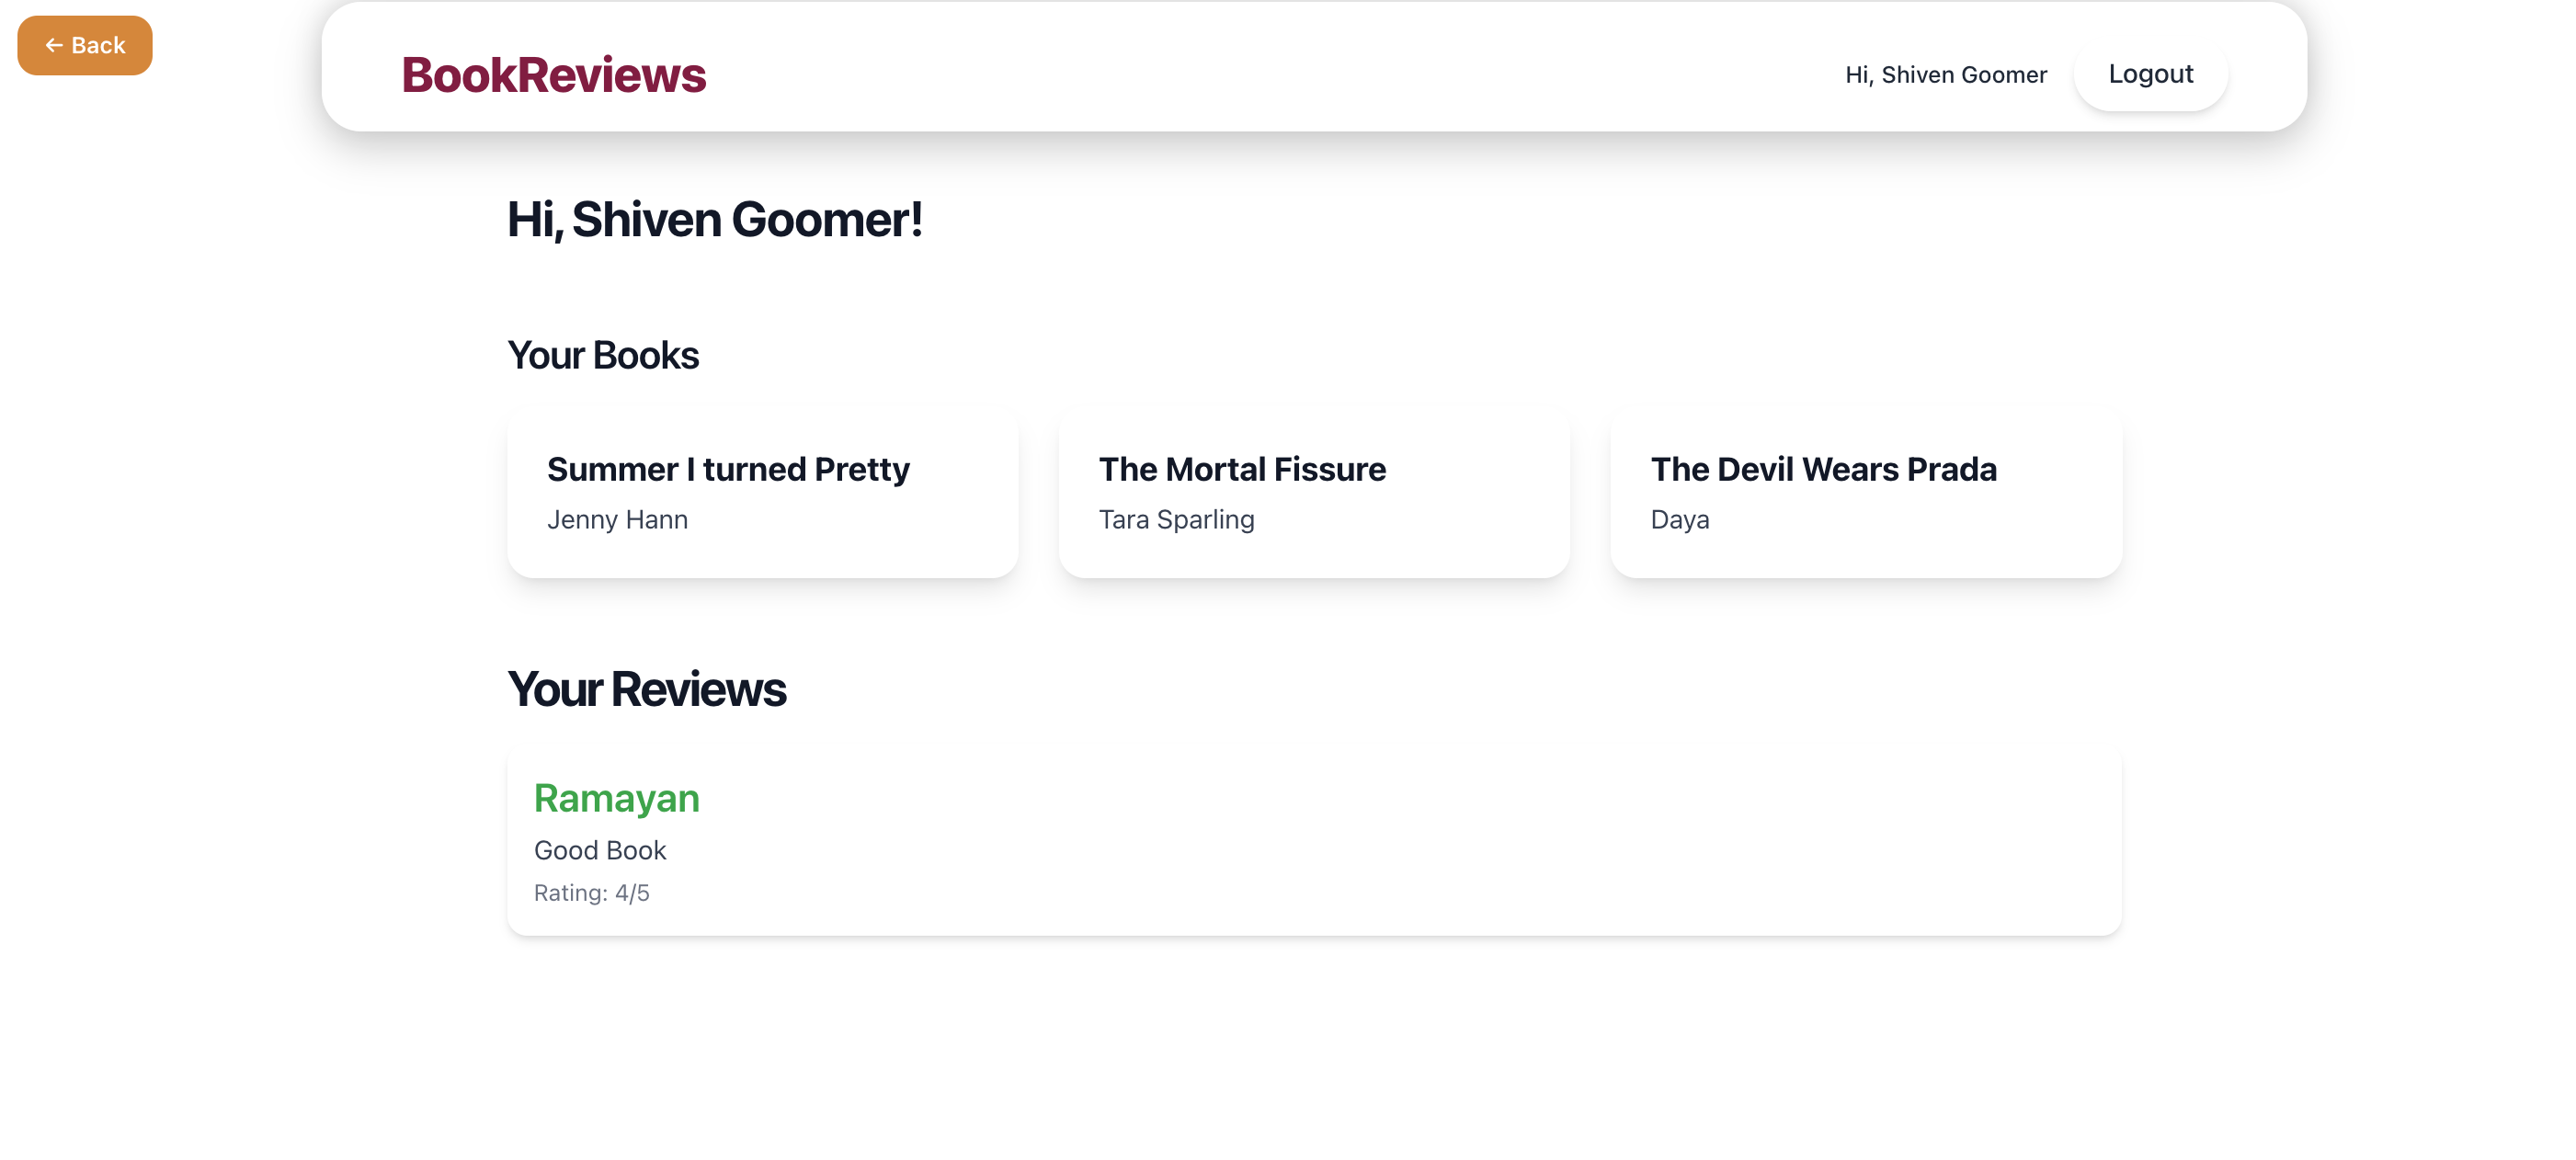 ← Back
BookReviews
Hi, Shiven Goomer
Logout
Hi, Shiven Goomer!
Your Books
Summer I turned Pretty
Jenny Hann
The Mortal Fissure
Tara Sparling
The Devil Wears Prada
Daya
Your Reviews
Ramayan
Good Book
Rating: 4/5